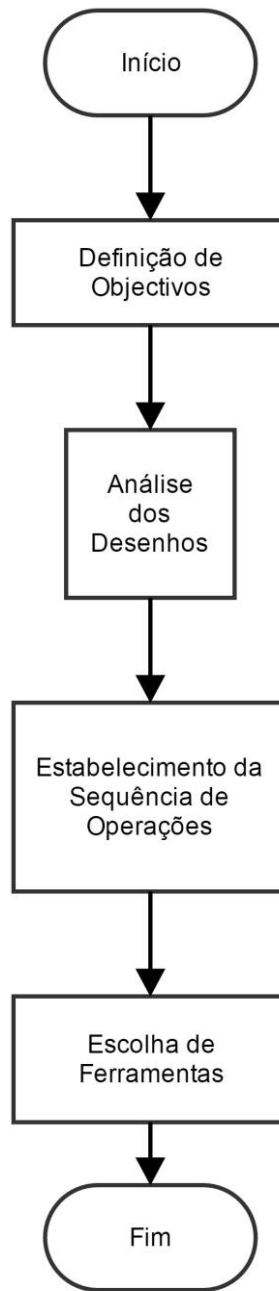 Início
Definição de
Objectivos
Análise
dos
Desenhos
Estabelecimento da
Sequência de
Operações
Escolha de
Ferramentas
Fim